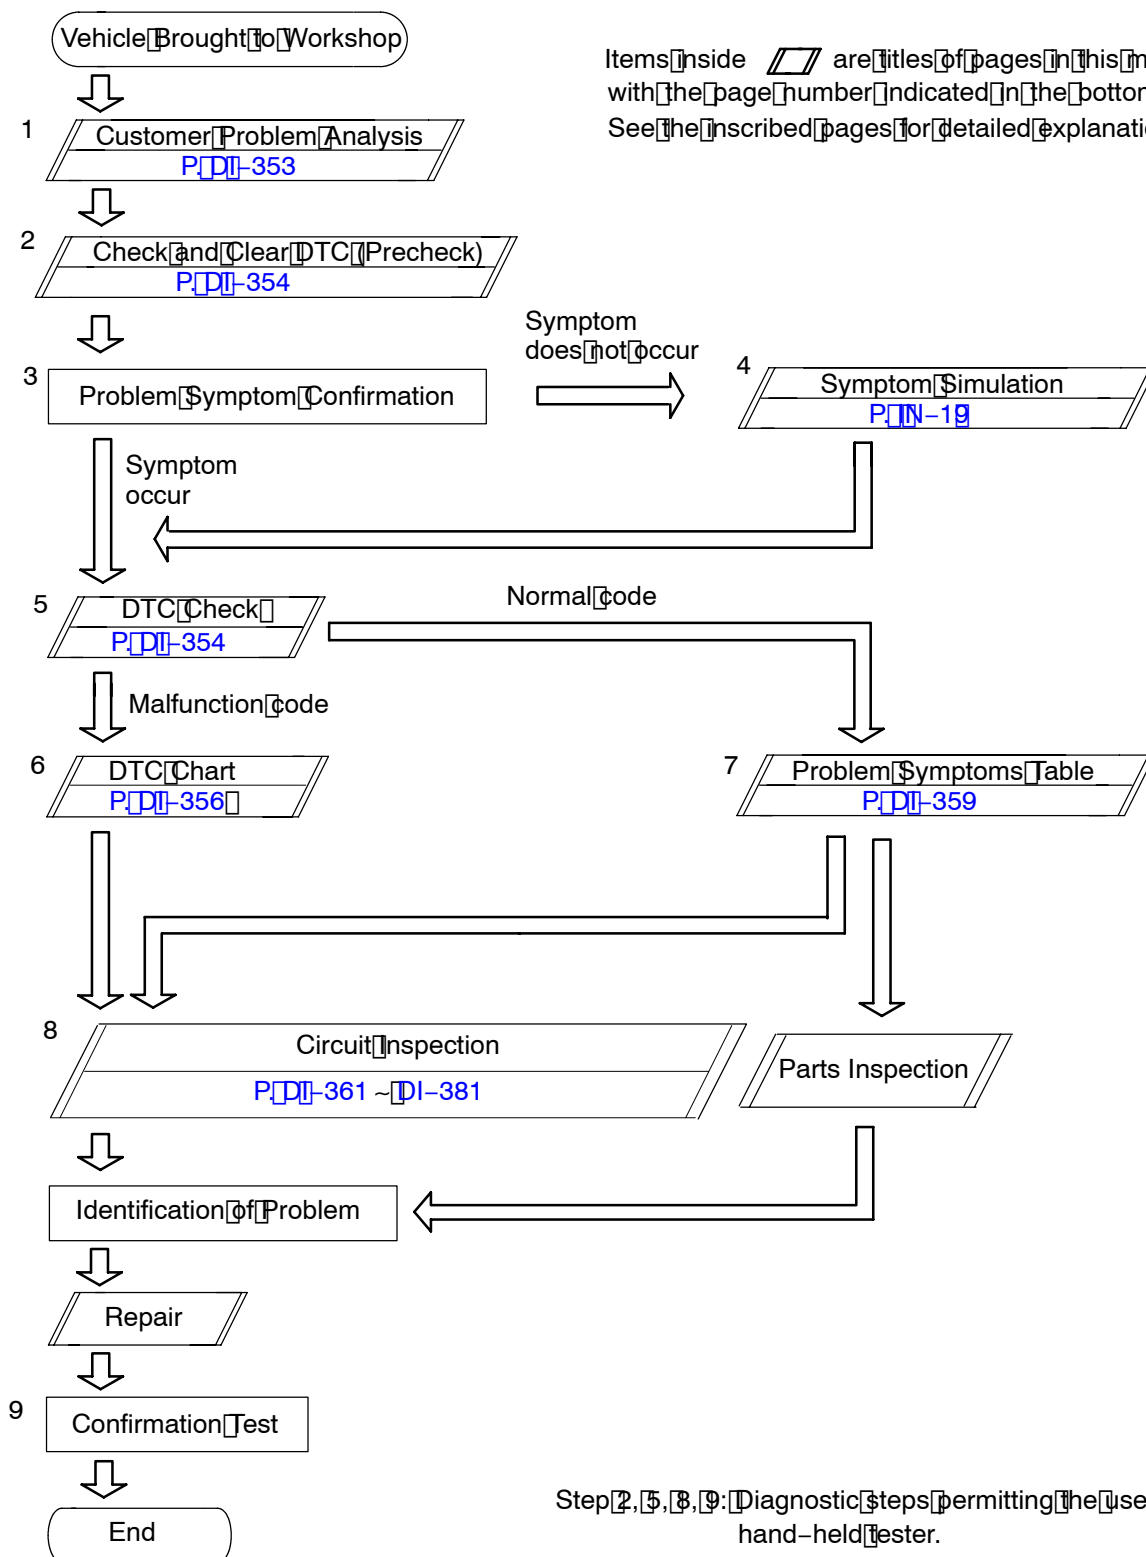 Vehicle Brought to Workshop
Items inside are titles of pages in this
with the page number indicated in the
See the inscribed pages for detailed
1
Customer Problem Analysis
P. DI–353
2
Check and Clear DTC (Precheck)
P. DI–354
Symptom
does not occur
3
Problem Symptom Confirmation
4
Symptom Simulation
P. IN–19
Symptom
occur
5
DTC Check
P. DI–354
Normal code
Malfunction code
6
DTC Chart
P. DI–356
7
Problem Symptoms Table
P. DI–359
8
Circuit Inspection
P. DI–361 ~ DI–381
Parts Inspection
Identification of Problem
Repair
9
Confirmation Test
Step 2, 5, 8, 9: Diagnostic steps permitting the use
hand–held tester.
End